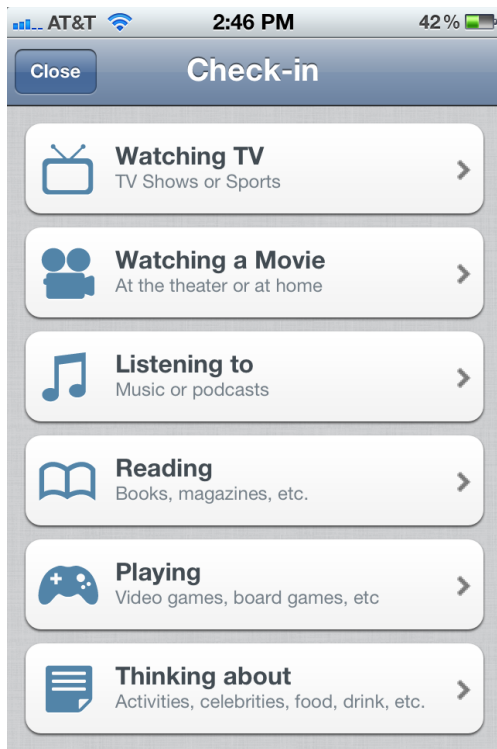 AT&T 2:46 PM 42%
Close Check-in
Watching TV
TV Shows or Sports
Watching a Movie
At the theater or at home
Listening to
Music or podcasts
Reading
Books, magazines, etc.
Playing
Video games, board games, etc
Thinking about
Activities, celebrities, food, drink, etc.